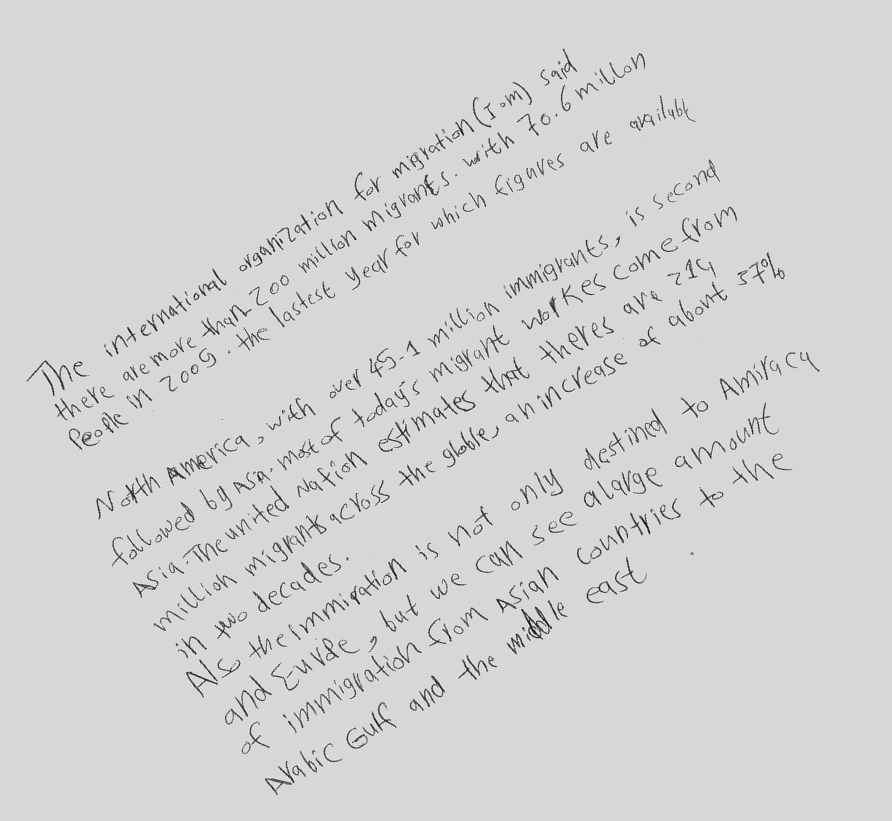 The international organization for migration (Iom) said
there are more than 200 million migrants. with 70.6 millon
People in 2005. the lastest year for which figures are availabe
North America, with over 45-1 million immigrants, is second
followed by Asia. most of today's migrant workes come from
Asia. The united Nation estimates that theres are 214
million migrants across the globle, an increase of about 37%
in two decades.
Also the immiration is not only destined to Amiracy
and Eurpe, but we can see alarge amount
of immigration from Asian countries to the
Arabic Gulf and the middle east.